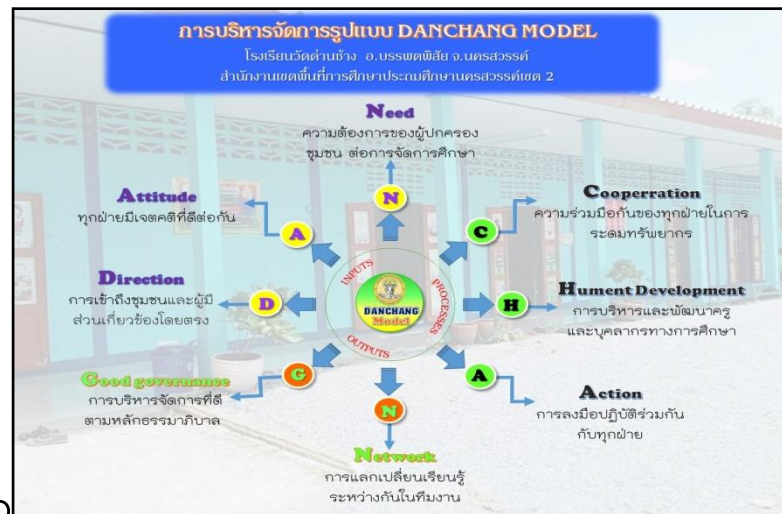 การบริหารจัดการรูปแบบ DANCHANG MODEL
โรงเรียนวัดด่านช้าง อ.บรรพตพิสัย จ.นครสวรรค์
สำนักงานเขตพื้นที่การศึกษาประถมศึกษานครสวรรค์เขต 2
Need
ความต้องการของผู้ปกครอง
ชุมชน ต่อการจัดการศึกษา
N
Attitude
ทุกฝ่ายมีเจตคติที่ดีต่อกัน
A
Cooperration
ความร่วมมือกันของทุกฝ่ายในการ
ระดมทรัพยากร
C
Direction
การเข้าถึงชุมชนและผู้มี
ส่วนเกี่ยวข้องโดยตรง
D
INPUTS
PROCESSES
OUTPUTS
DANCHANG
Model
H
Hument Development
การบริหารและพัฒนาครู
และบุคลากรทางการศึกษา
Good governance
การบริหารจัดการที่ดี
ตามหลักธรรมาภิบาล
G
N
Network
การแลกเปลี่ยนเรียนรู้
ระหว่างกันในทีมงาน
A
Action
การลงมือปฏิบัติร่วมกัน
กับทุกฝ่าย